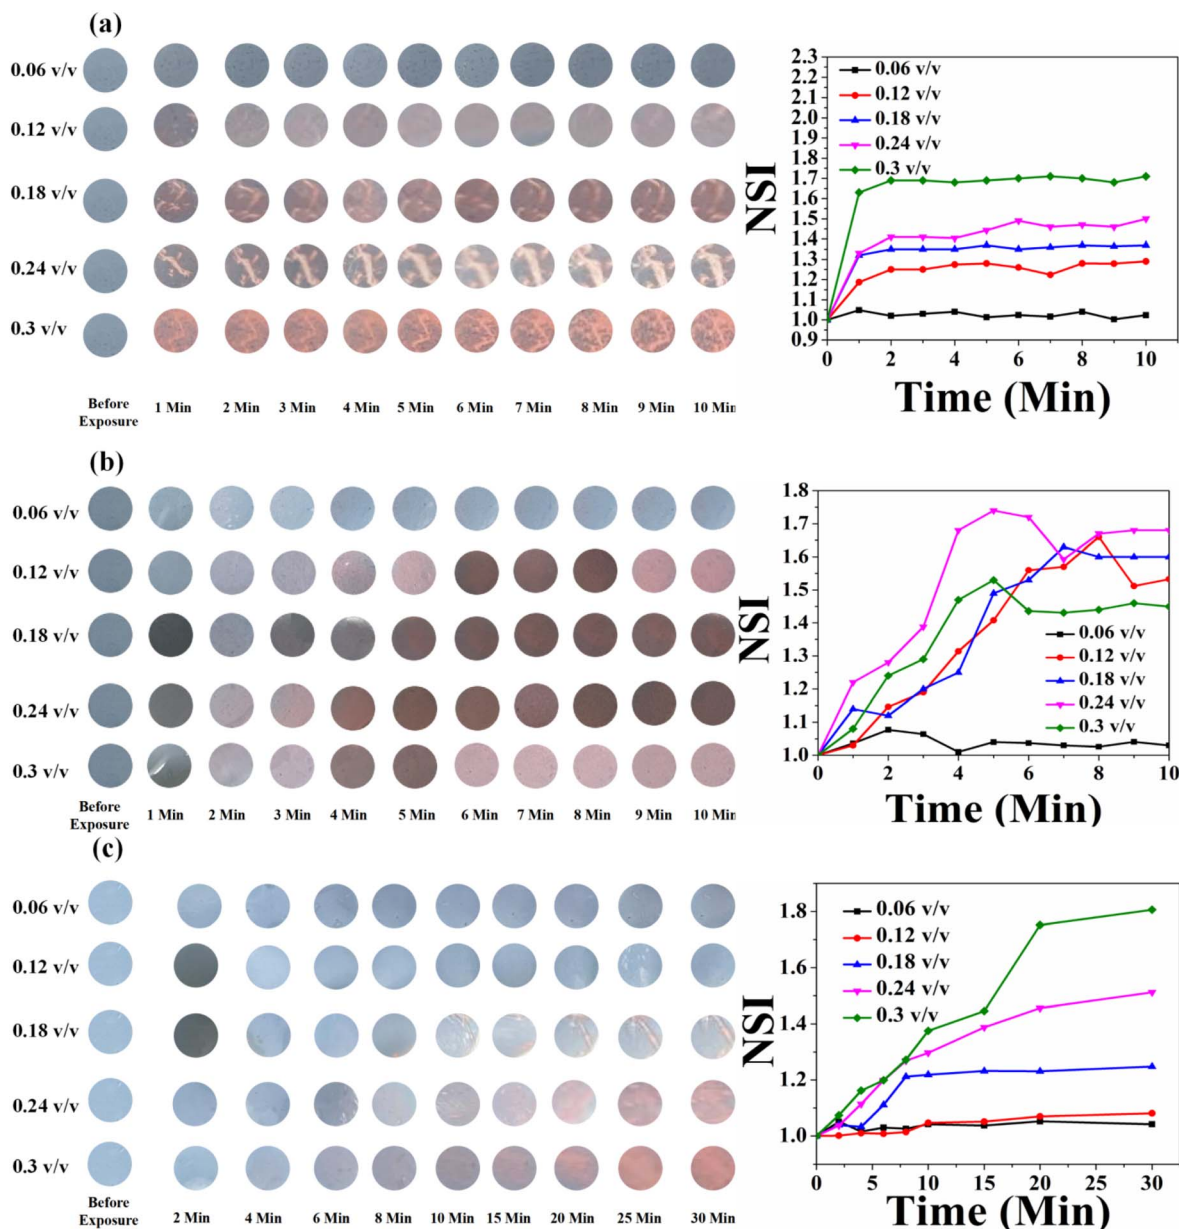 (a)
0.06 v/v
0.12 v/v
0.18 v/v
0.24 v/v
0.3 v/v
Before
Exposure
1 Min 2 Min 3 Min 4 Min 5 Min 6 Min 7 Min 8 Min 9 Min 10 Min
2.3
2.2
2.1
2.0
1.9
1.8
1.7
1.6
1.5
1.4
1.3
1.2
1.1
1.0
0.9
NSI
0.06 v/v
0.12 v/v
0.18 v/v
0.24 v/v
0.3 v/v
0 2 4 6 8 10
Time (Min)
(b)
0.06 v/v
0.12 v/v
0.18 v/v
0.24 v/v
0.3 v/v
Before
Exposure
1 Min 2 Min 3 Min 4 Min 5 Min 6 Min 7 Min 8 Min 9 Min 10 Min
1.8
1.7
1.6
1.5
1.4
1.3
1.2
1.1
1.0
NSI
0.06 v/v
0.12 v/v
0.18 v/v
0.24 v/v
0.3 v/v
0 2 4 6 8 10
Time (Min)
(c)
0.06 v/v
0.12 v/v
0.18 v/v
0.24 v/v
0.3 v/v
Before
Exposure
2 Min 4 Min 6 Min 8 Min 10 Min 15 Min 20 Min 25 Min 30 Min
1.8
1.6
1.4
1.2
1.0
NSI
0.06 v/v
0.12 v/v
0.18 v/v
0.24 v/v
0.3 v/v
0 5 10 15 20 25 30
Time (Min)